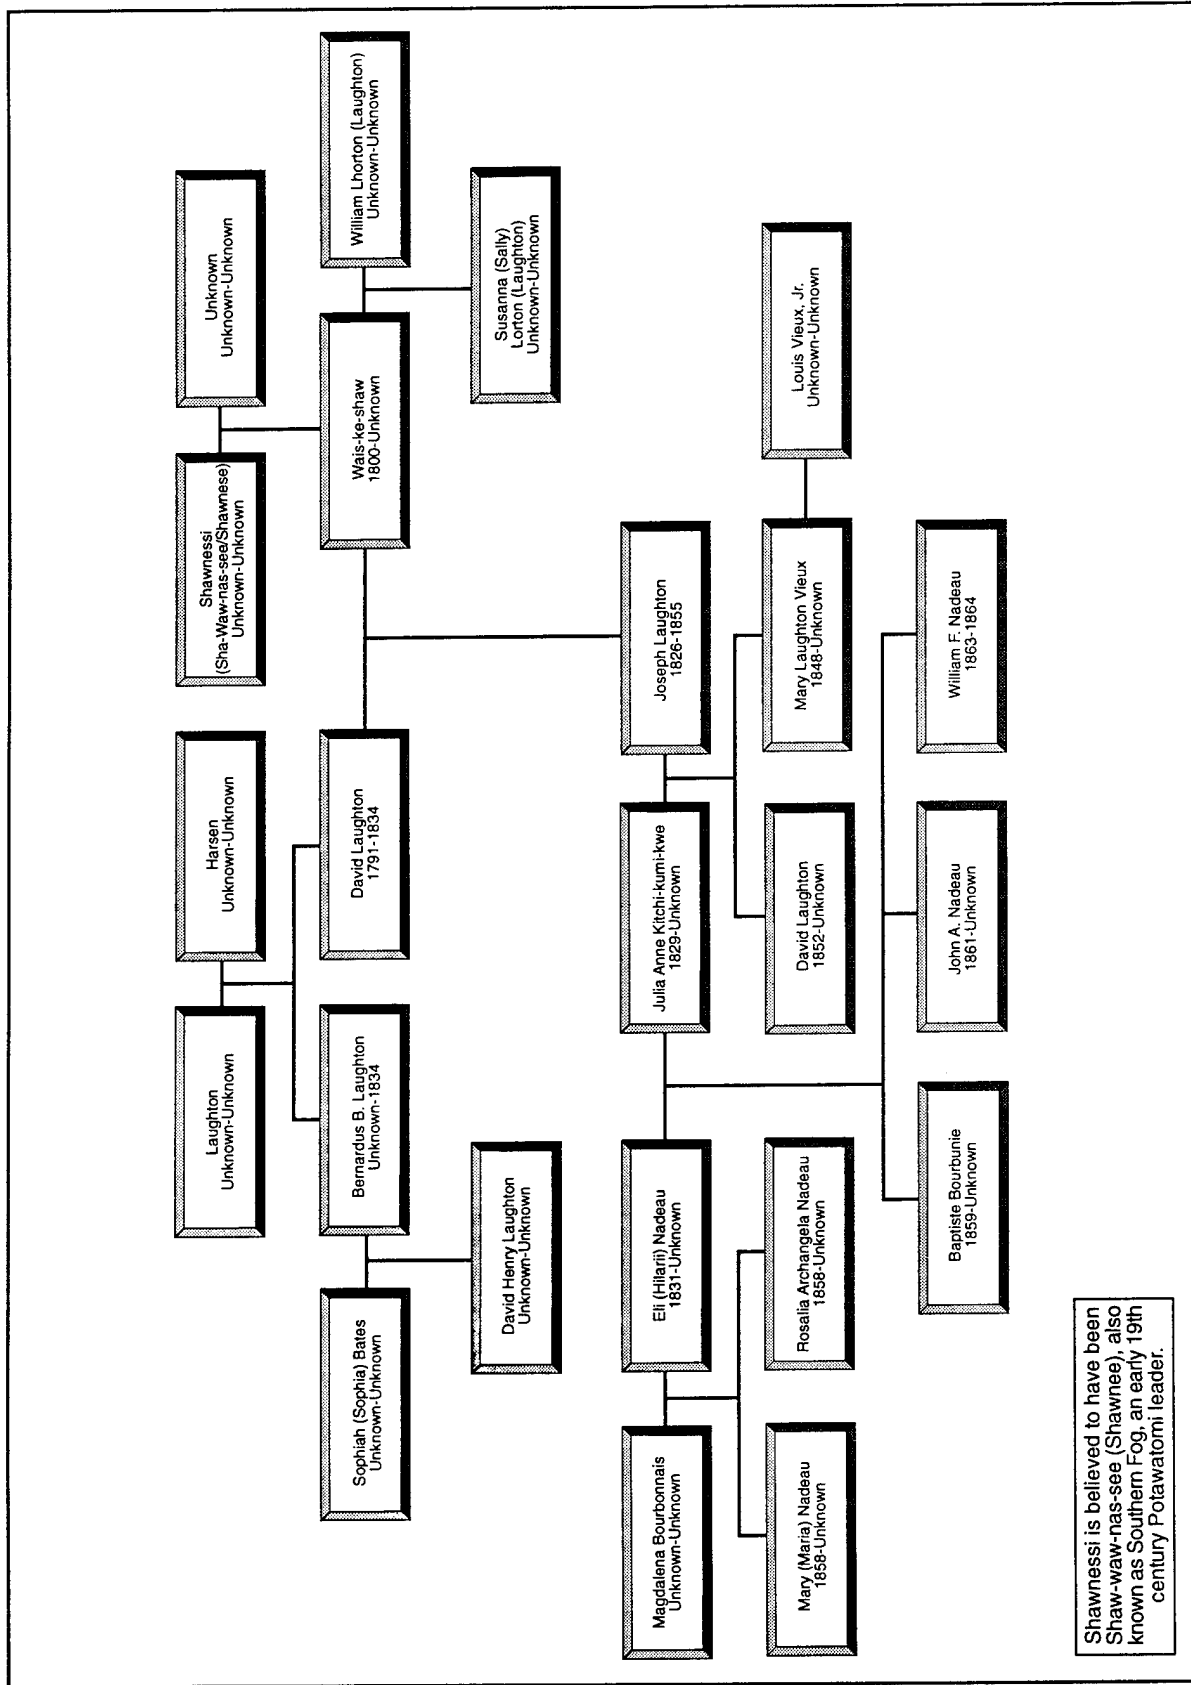 Laughton
Unknown-Unknown
Harsen
Unknown-Unknown
Shawnessi
(Sha-Waw-nas-see/Shawnese)
Unknown-Unknown
Unknown
Unknown-Unknown
Sophiah (Sophia) Bates
Unknown-Unknown
Bernardus B. Laughton
Unknown-1834
David Laughton
1791-1834
Wais-ke-shaw
1800-Unknown
William Lhorton (Laughton)
Unknown-Unknown
David Henry Laughton
Unknown-Unknown
Susanna (Sally)
Lorton (Laughton)
Unknown-Unknown
Magdalena Bourbonnais
Unknown-Unknown
Eli (Hilarii) Nadeau
1831-Unknown
Julia Anne Kitchi-kumi-kwe
1829-Unknown
Joseph Laughton
1826-1855
Mary (Maria) Nadeau
1858-Unknown
Rosalia Archangela Nadeau
1858-Unknown
David Laughton
1852-Unknown
Mary Laughton Vieux
1848-Unknown
Louis Vieux, Jr.
Unknown-Unknown
Baptiste Bourbunie
1859-Unknown
John A. Nadeau
1861-Unknown
William F. Nadeau
1863-1864
Shawnessi is believed to have been
Shaw-waw-nas-see (Shawnee), also
known as Southern Fog, an early 19th
century Potawatomi leader.